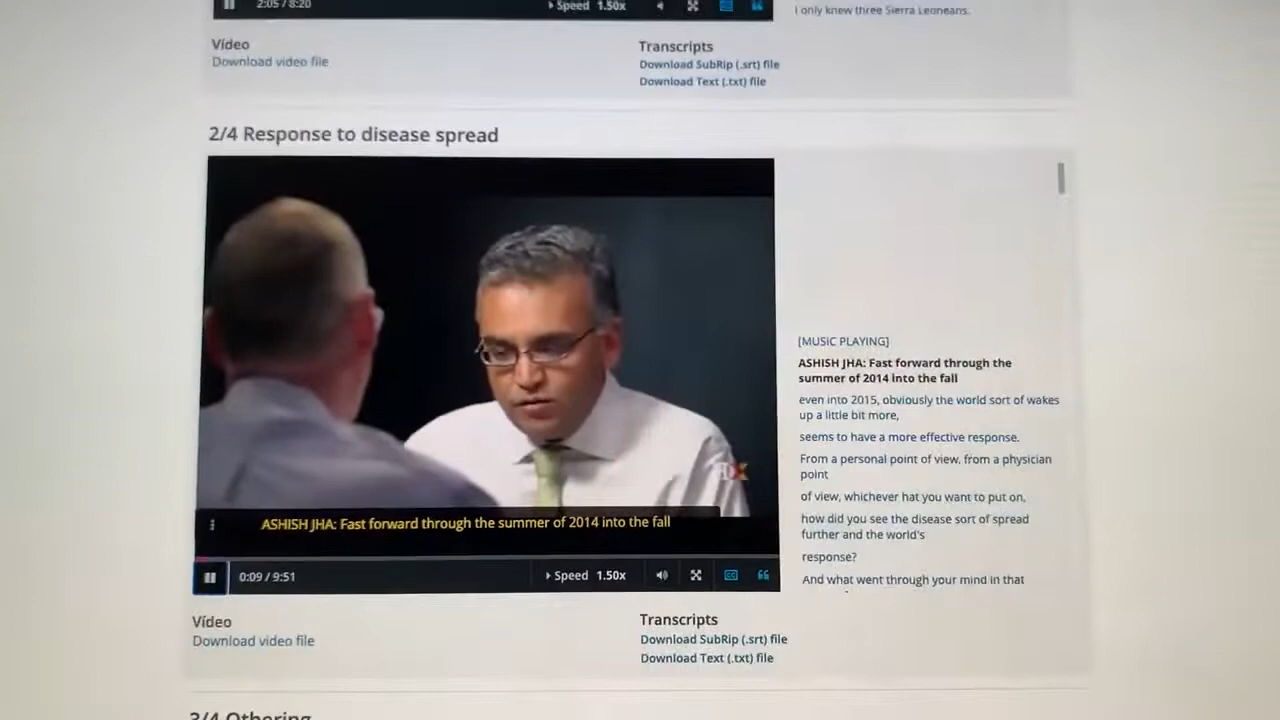 2:05 / 8:20
Speed 1.50x
I only knew three Sierra Leoneans.
Video
Download video file
Transcripts
Download SubRip (.srt) file
Download Text (.txt) file
2/4 Response to disease spread
[MUSIC PLAYING]
ASHISH JHA: Fast forward through the
summer of 2014 into the fall
even into 2015, obviously the world sort of wakes
up a little bit more,
seems to have a more effective response.
From a personal point of view, from a physician
point
of view, whichever hat you want to put on,
how did you see the disease sort of spread
further and the world's
response?
And what went through your mind in that
ASHISH JHA: Fast forward through the summer of 2014 into the fall
0:09 / 9:51
Speed 1.50x
Video
Download video file
Transcripts
Download SubRip (.srt) file
Download Text (.txt) file
3/4 Othering